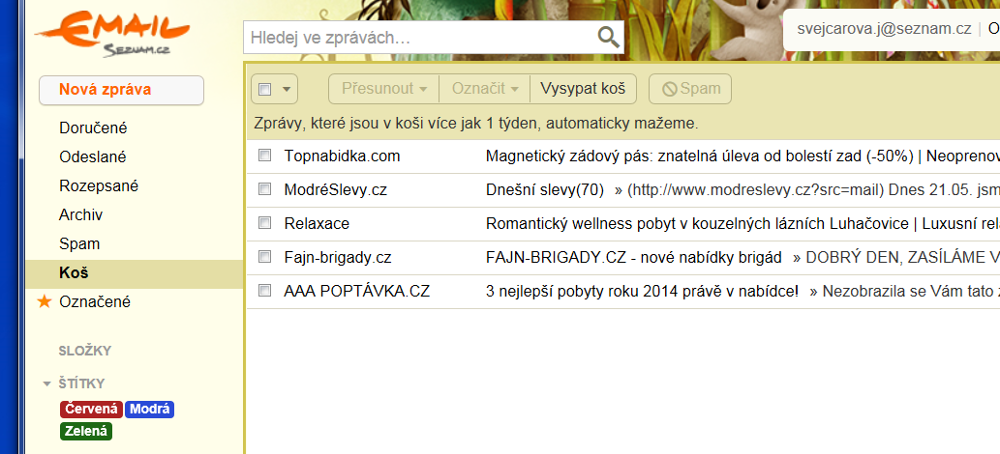 EMAIL
SEZNAM.CZ
Hledej ve zprávách...
svejcarova.j@seznam.cz | O
Nová zpráva
Doručené
Odeslané
Rozepsané
Archiv
Spam
Koš
Označené
SLOŽKY
ŠTÍTKY
Červená Modrá
Zelená
Přesunout Označit Vysypat koš Spam
Zprávy, které jsou v koši více jak 1 týden, automaticky mažeme.
Topnabidka.com Magnetický zádový pás: znatelná úleva od bolestí zad (-50%) | Neoprenov
ModréSlevy.cz Dnešní slevy(70) » (http://www.modreslevy.cz?src=mail) Dnes 21.05. jsm
Relaxace Romantický wellness pobyt v kouzelných lázních Luhačovice | Luxusní rel
Fajn-brigady.cz FAJN-BRIGADY.CZ - nové nabídky brigád » DOBRÝ DEN, ZASÍLÁME V
AAA POPTÁVKA.CZ 3 nejlepší pobyty roku 2014 právě v nabídce! » Nezobrazila se Vám tato z